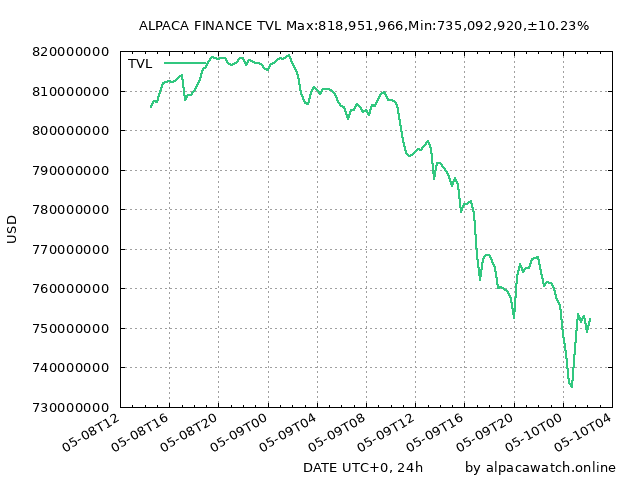 ALPACA FINANCE TVL Max:818,951,966,Min:735,092,920,±10.23%
TVL
820000000
810000000
800000000
790000000
780000000
770000000
760000000
750000000
740000000
730000000
USD
05-08T12
05-08T16
05-08T20
05-09T00
05-09T04
05-09T08
05-09T12
05-09T16
05-09T20
05-10T00
05-10T04
DATE UTC+0, 24h
by alpacawatch.online